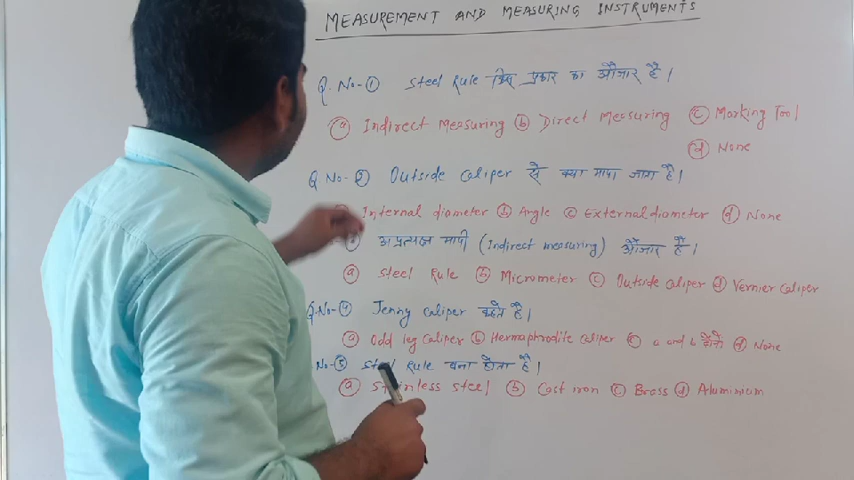 MEASUREMENT AND MEASURING INSTRUMENTS
Q. No-① Steel Rule किस प्रकार का औजार है।
ⓐ Indirect Measuring ⓑ Direct Measuring ⓒ Marking Tool
ⓓ None
Q No-② Outside Caliper से क्या मापा जाता है।
Internal diameter ⓑ Angle ⓒ External diameter ⓓ None
अप्रत्यक्ष मापी (Indirect measuring) औजार है।
ⓐ Steel Rule ⓑ Micrometer ⓒ Outside Caliper ⓓ Vernier Caliper
Q.No-④ Jenny Caliper कहते है।
ⓐ Odd leg Caliper ⓑ Hermaphrodite Caliper ⓒ a and b दोनो ⓓ None
No-⑤ Steel Rule बना होता है।
ⓐ Stainless steel ⓑ Cast iron ⓒ Brass ⓓ Aluminium